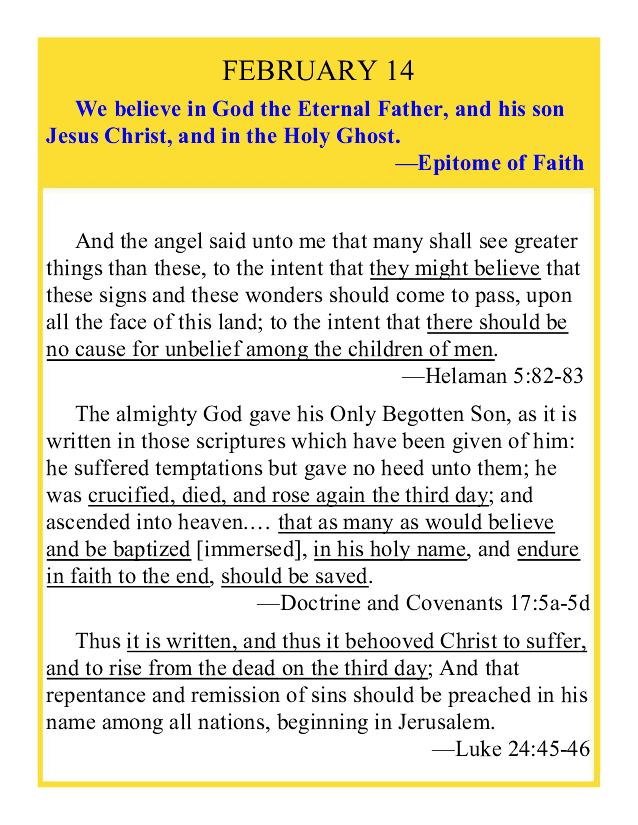 FEBRUARY 14
We believe in God the Eternal Father, and his son
Jesus Christ, and in the Holy Ghost.
—Epitome of Faith
And the angel said unto me that many shall see greater
things than these, to the intent that they might believe that
these signs and these wonders should come to pass, upon
all the face of this land; to the intent that there should be
no cause for unbelief among the children of men.
—Helaman 5:82-83
The almighty God gave his Only Begotten Son, as it is
written in those scriptures which have been given of him:
he suffered temptations but gave no heed unto them; he
was crucified, died, and rose again the third day; and
ascended into heaven.… that as many as would believe
and be baptized [immersed], in his holy name, and endure
in faith to the end, should be saved.
—Doctrine and Covenants 17:5a-5d
Thus it is written, and thus it behooved Christ to suffer,
and to rise from the dead on the third day; And that
repentance and remission of sins should be preached in his
name among all nations, beginning in Jerusalem.
—Luke 24:45-46